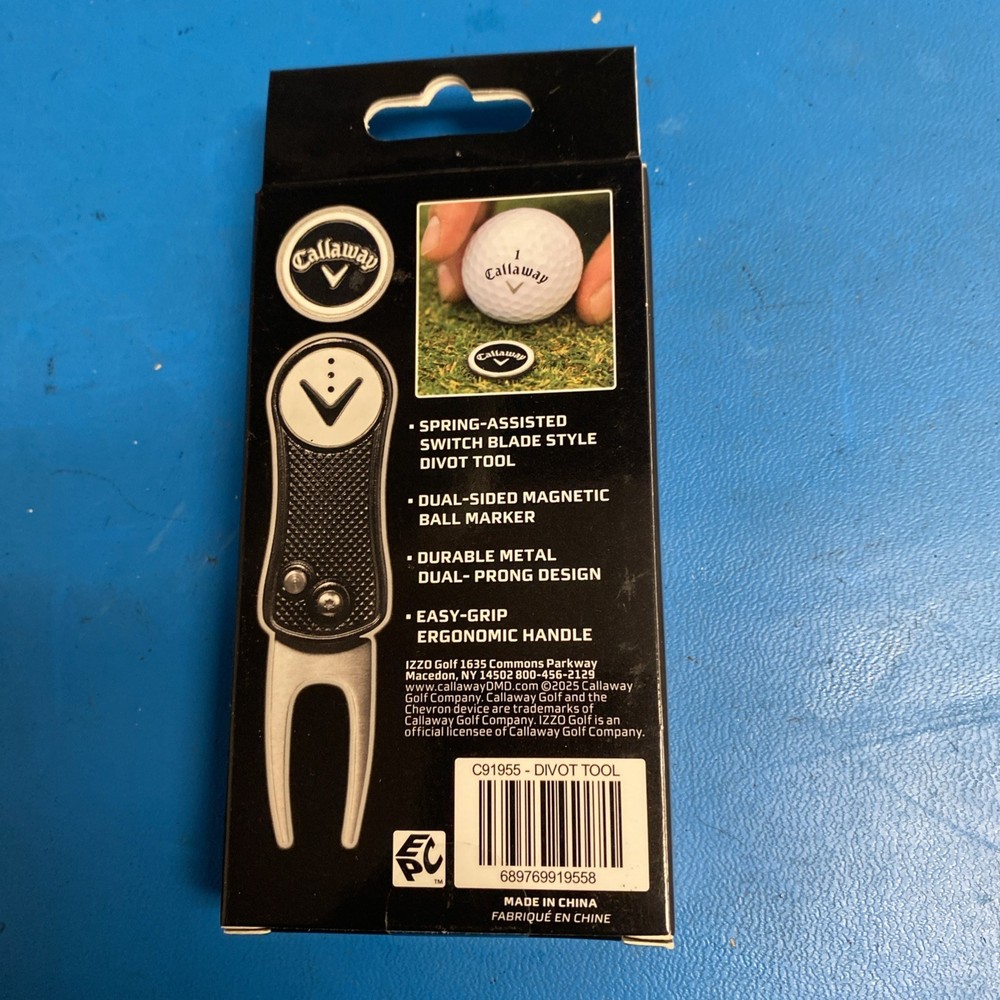 Callaway
1
Callaway
Callaway
• SPRING-ASSISTED
SWITCH BLADE STYLE
DIVOT TOOL
• DUAL-SIDED MAGNETIC
BALL MARKER
• DURABLE METAL
DUAL- PRONG DESIGN
• EASY-GRIP
ERGONOMIC HANDLE
IZZO Golf 1635 Commons Parkway
Macedon, NY 14502 800-456-2129
www.callawayDMD.com ©2025 Callaway
Golf Company. Callaway Golf and the
Chevron device are trademarks of
Callaway Golf Company. IZZO Golf is an
official licensee of Callaway Golf Company.
C91955 - DIVOT TOOL
689769919558
EPC
TM
MADE IN CHINA
FABRIQUÉ EN CHINE